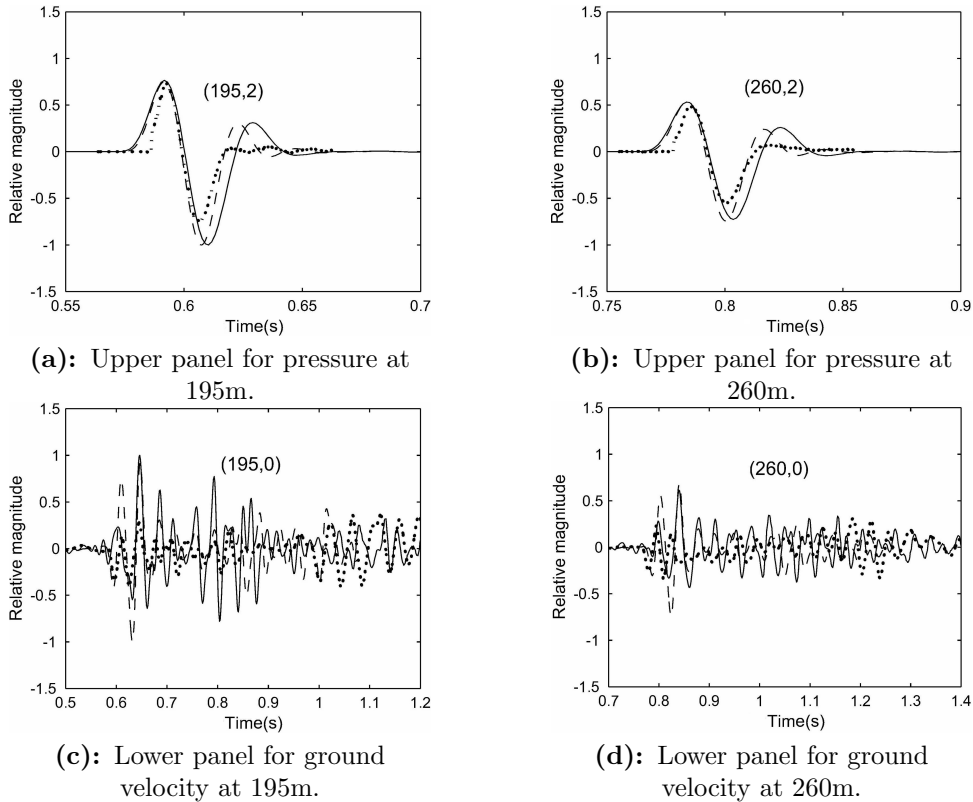 1.5
1
0.5
0
-0.5
-1
-1.5
Relative magnitude
(195,2)
0.55 0.6 0.65 0.7
Time(s)
(a): Upper panel for pressure at
195m.
1.5
1
0.5
0
-0.5
-1
-1.5
Relative magnitude
(260,2)
0.75 0.8 0.85 0.9
Time(s)
(b): Upper panel for pressure at
260m.
1.5
1
0.5
0
-0.5
-1
-1.5
Relative magnitude
(195,0)
0.5 0.6 0.7 0.8 0.9 1 1.1 1.2
Time(s)
(c): Lower panel for ground
velocity at 195m.
1.5
1
0.5
0
-0.5
-1
-1.5
Relative magnitude
(260,0)
0.7 0.8 0.9 1 1.1 1.2 1.3 1.4
Time(s)
(d): Lower panel for ground
velocity at 260m.